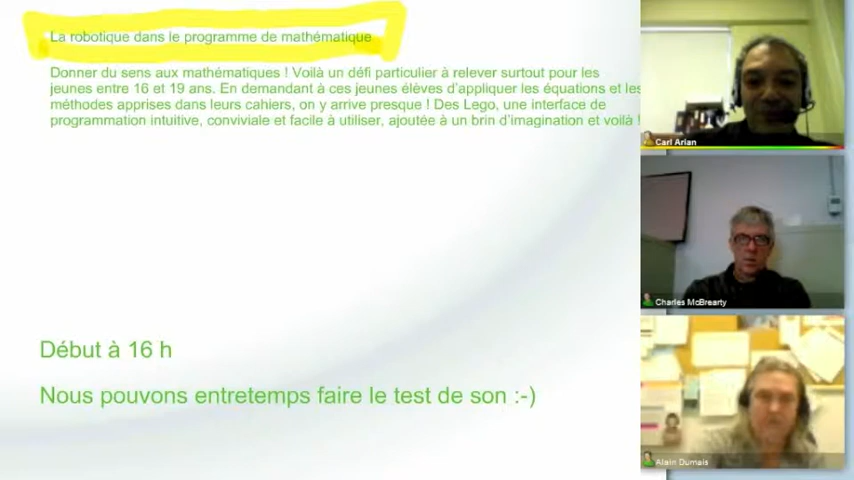 La robotique dans le programme de mathématique
Donner du sens aux mathématiques ! Voilà un défi particulier à relever surtout pour les
jeunes entre 16 et 19 ans. En demandant à ces jeunes élèves d'appliquer les équations et les
méthodes apprises dans leurs cahiers, on y arrive presque ! Des Lego, une interface de
programmation intuitive, conviviale et facile à utiliser, ajoutée à un brin d'imagination et voilà !
Début à 16 h
Nous pouvons entretemps faire le test de son :-)
Carl Arian
Charles McBrearty
Alain Dumais